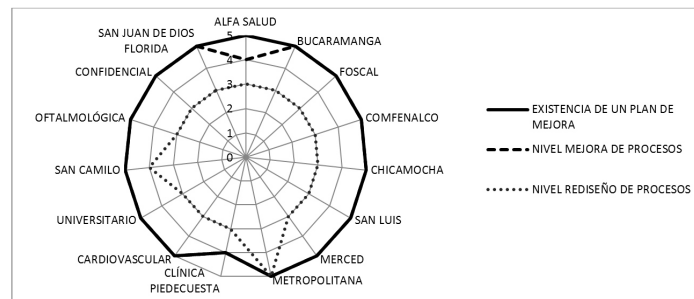 ALFA SALUD
BUCARAMANGA
FOSCAL
COMFENALCO
CHICAMOCHA
SAN LUIS
MERCED
METROPOLITANA
CLÍNICA
PIEDECUESTA
CARDIOVASCULAR
UNIVERSITARIO
SAN CAMILO
OFTALMOLÓGICA
CONFIDENCIAL
SAN JUAN DE DIOS
FLORIDA
5
4
3
2
1
0
EXISTENCIA DE UN PLAN DE
MEJORA
NIVEL MEJORA DE PROCESOS
NIVEL REDISEÑO DE PROCESOS